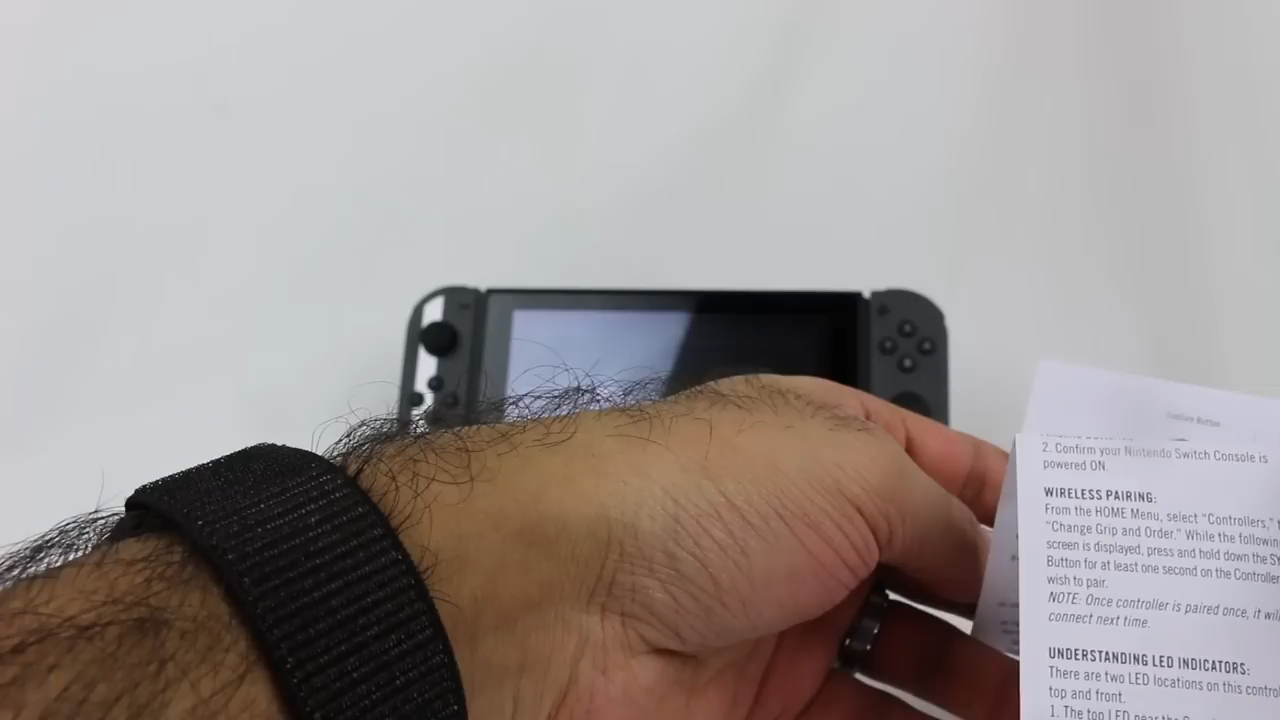 Capture Button
2. Confirm your Nintendo Switch Console is
powered ON.
WIRELESS PAIRING:
From the HOME Menu, select "Controllers,"
"Change Grip and Order." While the following
screen is displayed, press and hold down the
Button for at least one second on the Controller
wish to pair.
NOTE: Once controller is paired once, it will
connect next time.
UNDERSTANDING LED INDICATORS:
There are two LED locations on this
top and front.
1. The top LED near the